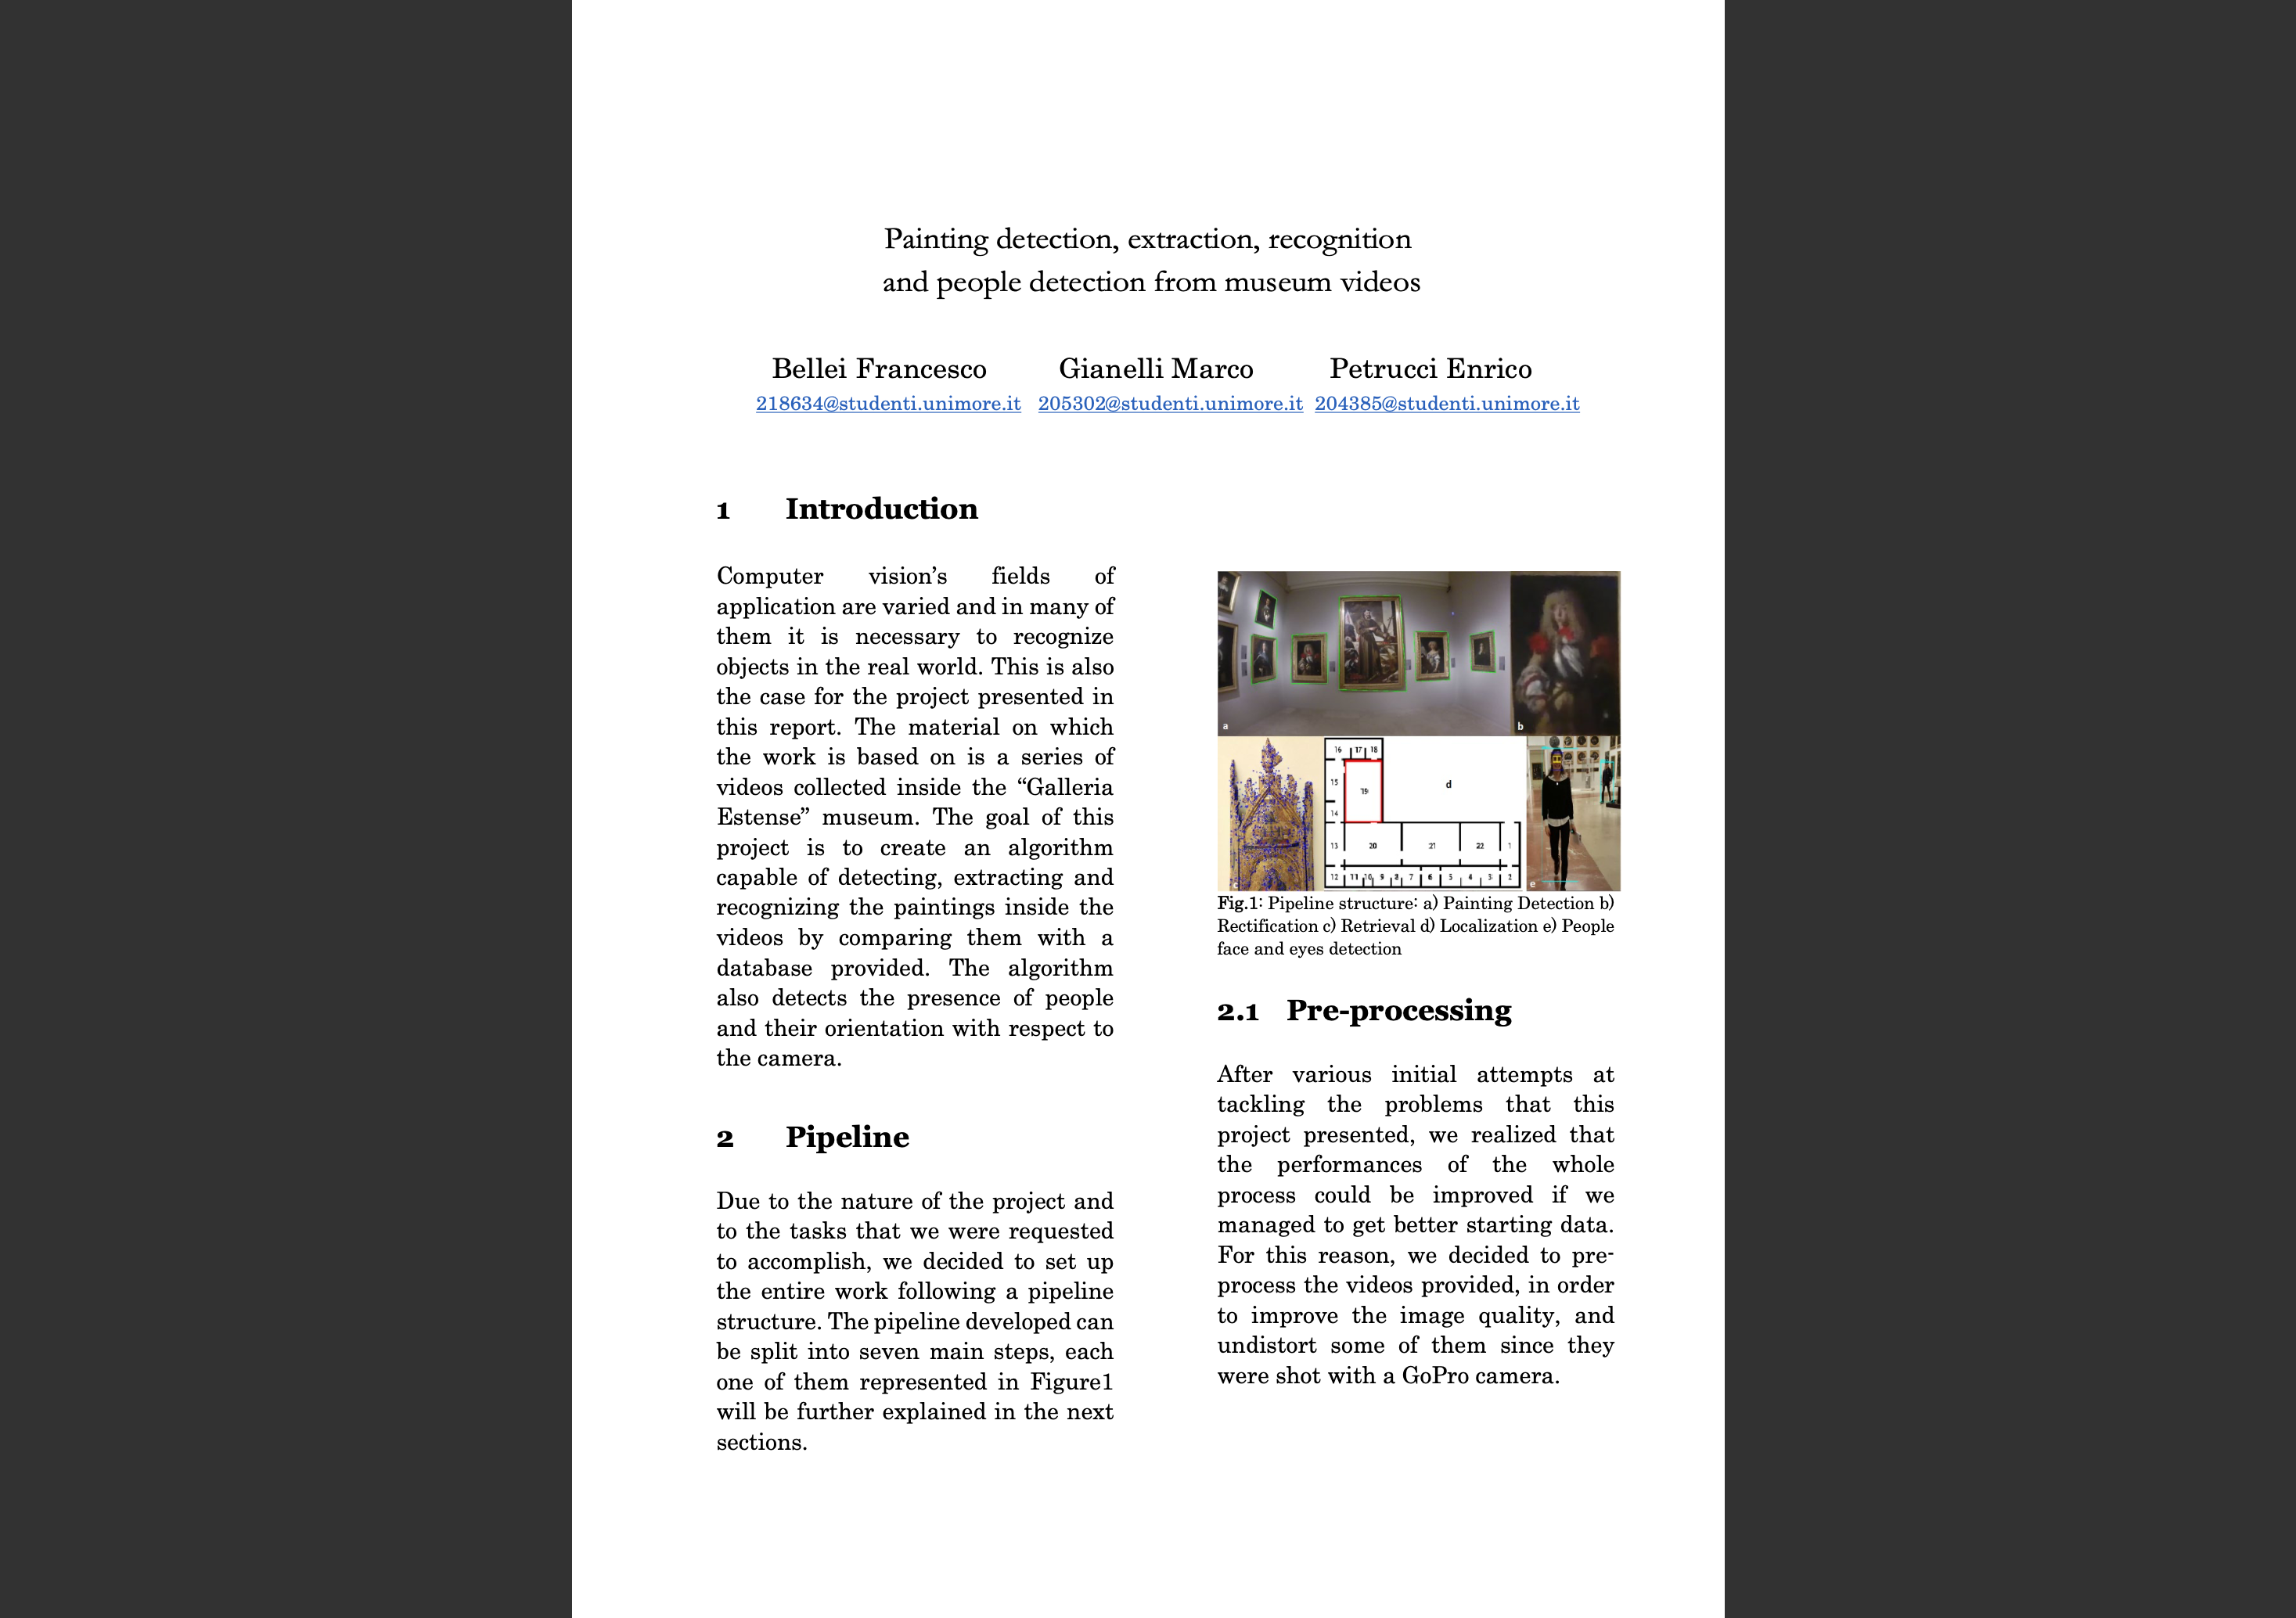 Painting detection, extraction, recognition
and people detection from museum videos
Bellei Francesco Gianelli Marco Petrucci Enrico
218634@studenti.unimore.it 205302@studenti.unimore.it 204385@studenti.unimore.it
1 Introduction
Computer vision’s fields of
application are varied and in many of
them it is necessary to recognize
objects in the real world. This is also
the case for the project presented in
this report. The material on which
the work is based on is a series of
videos collected inside the “Galleria
Estense” museum. The goal of this
project is to create an algorithm
capable of detecting, extracting and
recognizing the paintings inside the
videos by comparing them with a
database provided. The algorithm
also detects the presence of people
and their orientation with respect to
the camera.
2 Pipeline
Due to the nature of the project and
to the tasks that we were requested
to accomplish, we decided to set up
the entire work following a pipeline
structure. The pipeline developed can
be split into seven main steps, each
one of them represented in Figure1
will be further explained in the next
sections.
a b
16 17 18
15 19 d
14
13 20 21 22 1
12 11 10 9 8 7 6 5 4 3 2
c e
Fig.1: Pipeline structure: a) Painting Detection b)
Rectification c) Retrieval d) Localization e) People
face and eyes detection
2.1 Pre-processing
After various initial attempts at
tackling the problems that this
project presented, we realized that
the performances of the whole
process could be improved if we
managed to get better starting data.
For this reason, we decided to pre-
process the videos provided, in order
to improve the image quality, and
undistort some of them since they
were shot with a GoPro camera.